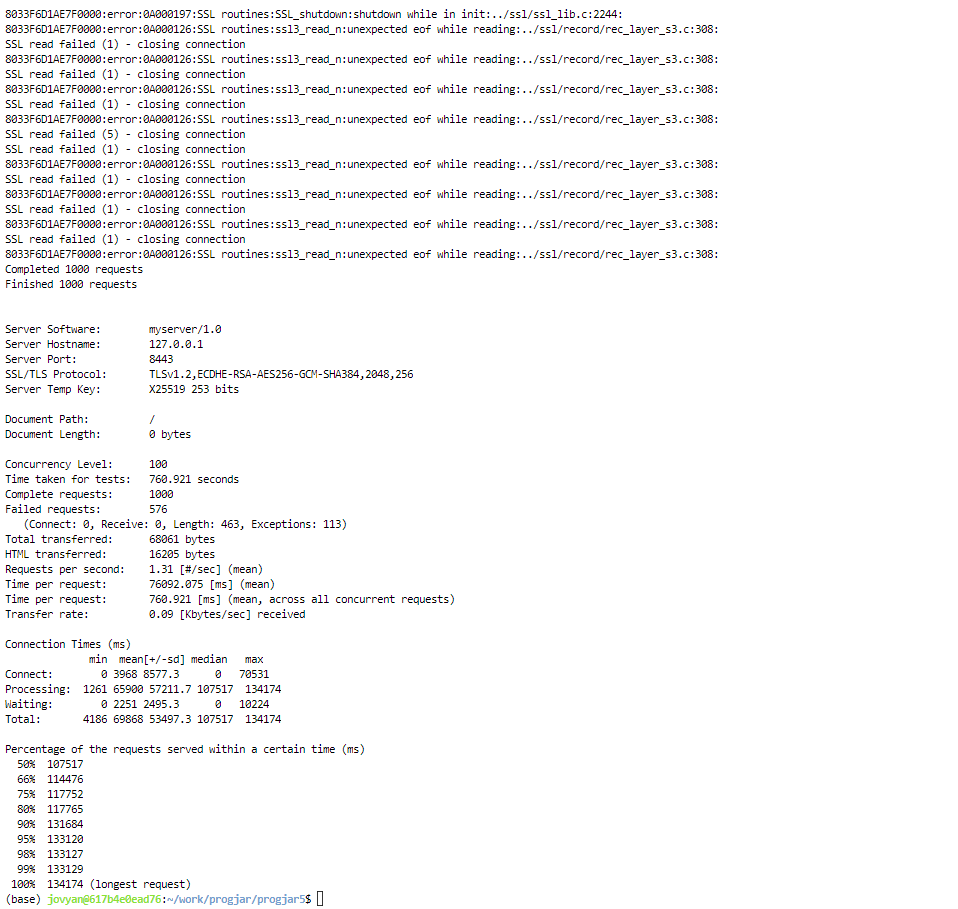 8033F6D1AE7F0000:error:0A000197:SSL routines:SSL_shutdown:shutdown while in init:../ssl/ssl_lib.c:2244:
8033F6D1AE7F0000:error:0A000126:SSL routines:ssl3_read_n:unexpected eof while reading:../ssl/record/rec_layer_s3.c:308:
SSL read failed (1) - closing connection
8033F6D1AE7F0000:error:0A000126:SSL routines:ssl3_read_n:unexpected eof while reading:../ssl/record/rec_layer_s3.c:308:
SSL read failed (1) - closing connection
8033F6D1AE7F0000:error:0A000126:SSL routines:ssl3_read_n:unexpected eof while reading:../ssl/record/rec_layer_s3.c:308:
SSL read failed (1) - closing connection
8033F6D1AE7F0000:error:0A000126:SSL routines:ssl3_read_n:unexpected eof while reading:../ssl/record/rec_layer_s3.c:308:
SSL read failed (5) - closing connection
SSL read failed (1) - closing connection
8033F6D1AE7F0000:error:0A000126:SSL routines:ssl3_read_n:unexpected eof while reading:../ssl/record/rec_layer_s3.c:308:
SSL read failed (1) - closing connection
8033F6D1AE7F0000:error:0A000126:SSL routines:ssl3_read_n:unexpected eof while reading:../ssl/record/rec_layer_s3.c:308:
SSL read failed (1) - closing connection
8033F6D1AE7F0000:error:0A000126:SSL routines:ssl3_read_n:unexpected eof while reading:../ssl/record/rec_layer_s3.c:308:
SSL read failed (1) - closing connection
8033F6D1AE7F0000:error:0A000126:SSL routines:ssl3_read_n:unexpected eof while reading:../ssl/record/rec_layer_s3.c:308:
Completed 1000 requests
Finished 1000 requests
Server Software:        myserver/1.0
Server Hostname:        127.0.0.1
Server Port:            8443
SSL/TLS Protocol:       TLSv1.2,ECDHE-RSA-AES256-GCM-SHA384,2048,256
Server Temp Key:        X25519 253 bits
Document Path:          /
Document Length:        0 bytes
Concurrency Level:      100
Time taken for tests:   760.921 seconds
Complete requests:      1000
Failed requests:        576
   (Connect: 0, Receive: 0, Length: 463, Exceptions: 113)
Total transferred:      68061 bytes
HTML transferred:       16205 bytes
Requests per second:    1.31 [#/sec] (mean)
Time per request:       76092.075 [ms] (mean)
Time per request:       760.921 [ms] (mean, across all concurrent requests)
Transfer rate:          0.09 [Kbytes/sec] received
Connection Times (ms)
              min  mean[+/-sd] median   max
Connect:        0 3968 8577.3      0   70531
Processing:  1261 65900 57211.7 107517  134174
Waiting:        0 2251 2495.3      0   10224
Total:       4186 69868 53497.3 107517  134174
Percentage of the requests served within a certain time (ms)
  50%  107517
  66%  114476
  75%  117752
  80%  117765
  90%  131684
  95%  133120
  98%  133127
  99%  133129
 100%  134174 (longest request)
(base) jovyan@617b4e0ead76:~/work/progjar/progjar5$